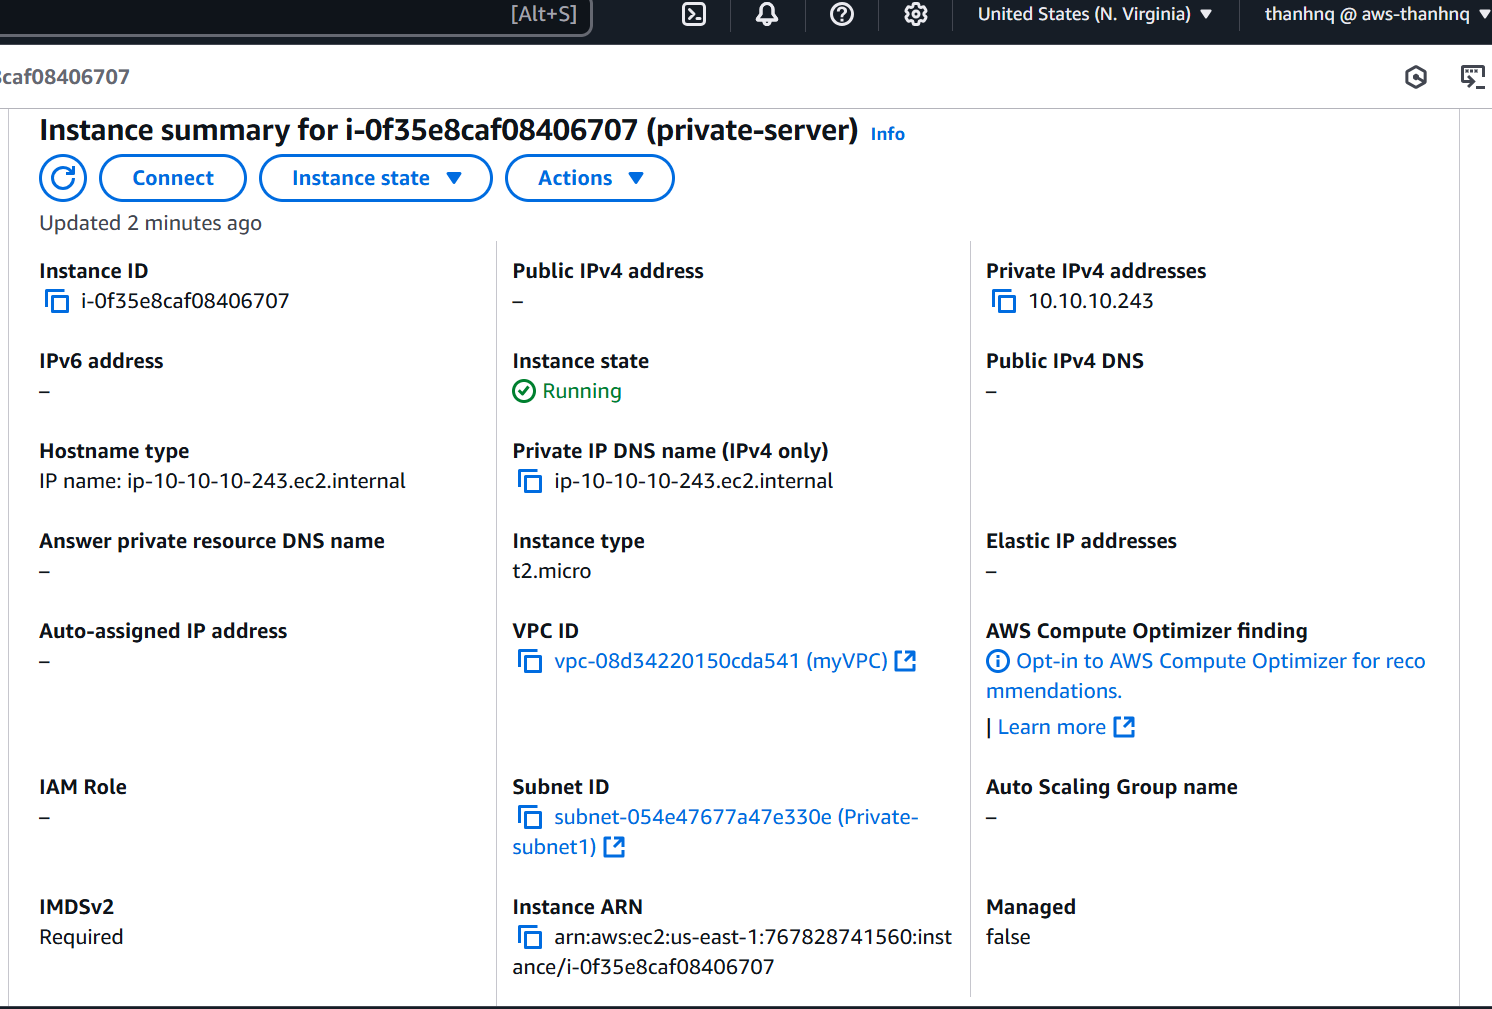 [Alt+S]
United States (N. Virginia)
thanhnq @ aws-thanhnq
caf08406707
Instance summary for i-0f35e8caf08406707 (private-server) Info
Connect
Instance state
Actions
Updated 2 minutes ago
Instance ID
i-0f35e8caf08406707
Public IPv4 address
–
Private IPv4 addresses
10.10.10.243
IPv6 address
–
Instance state
Running
Public IPv4 DNS
–
Hostname type
IP name: ip-10-10-10-243.ec2.internal
Private IP DNS name (IPv4 only)
ip-10-10-10-243.ec2.internal
Answer private resource DNS name
–
Instance type
t2.micro
Elastic IP addresses
–
Auto-assigned IP address
–
VPC ID
vpc-08d34220150cda541 (myVPC)
AWS Compute Optimizer finding
Opt-in to AWS Compute Optimizer for reco
mmendations.
| Learn more
IAM Role
–
Subnet ID
subnet-054e47677a47e330e (Private-
subnet1)
Auto Scaling Group name
–
IMDSv2
Required
Instance ARN
arn:aws:ec2:us-east-1:767828741560:inst
ance/i-0f35e8caf08406707
Managed
false